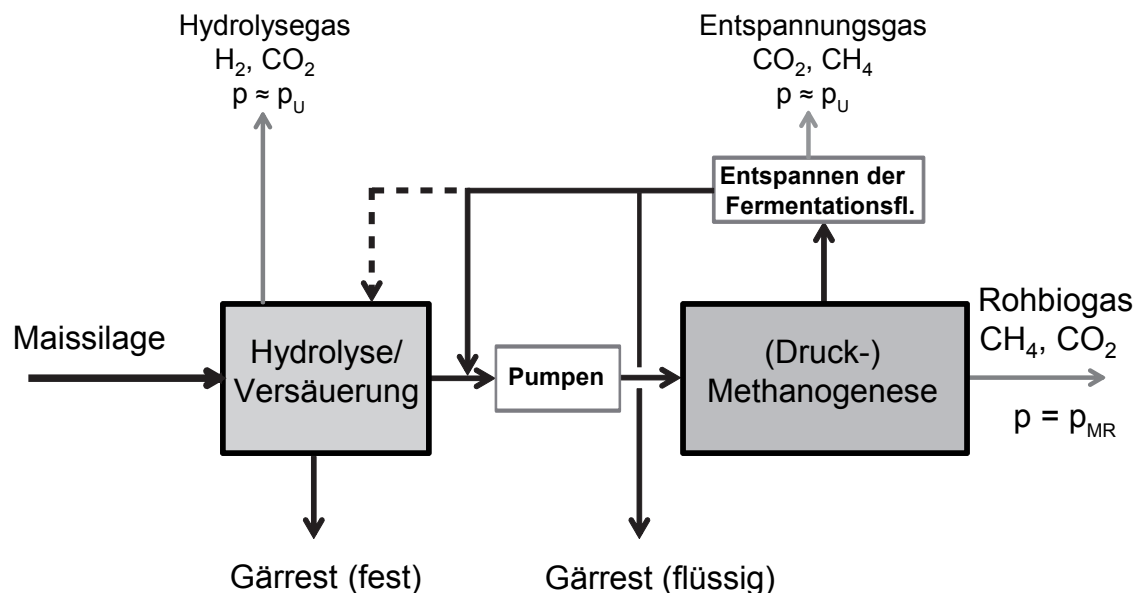 Hydrolysegas
H₂, CO₂
p ≈ p_U
Entspannungsgas
CO₂, CH₄
p ≈ p_U
Entspannen der
Fermentationsfl.
Maissilage
Hydrolyse/
Versäuerung
Pumpen
(Druck-)
Methanogenese
Rohbiogas
CH₄, CO₂
p = p_MR
Gärrest (fest)
Gärrest (flüssig)